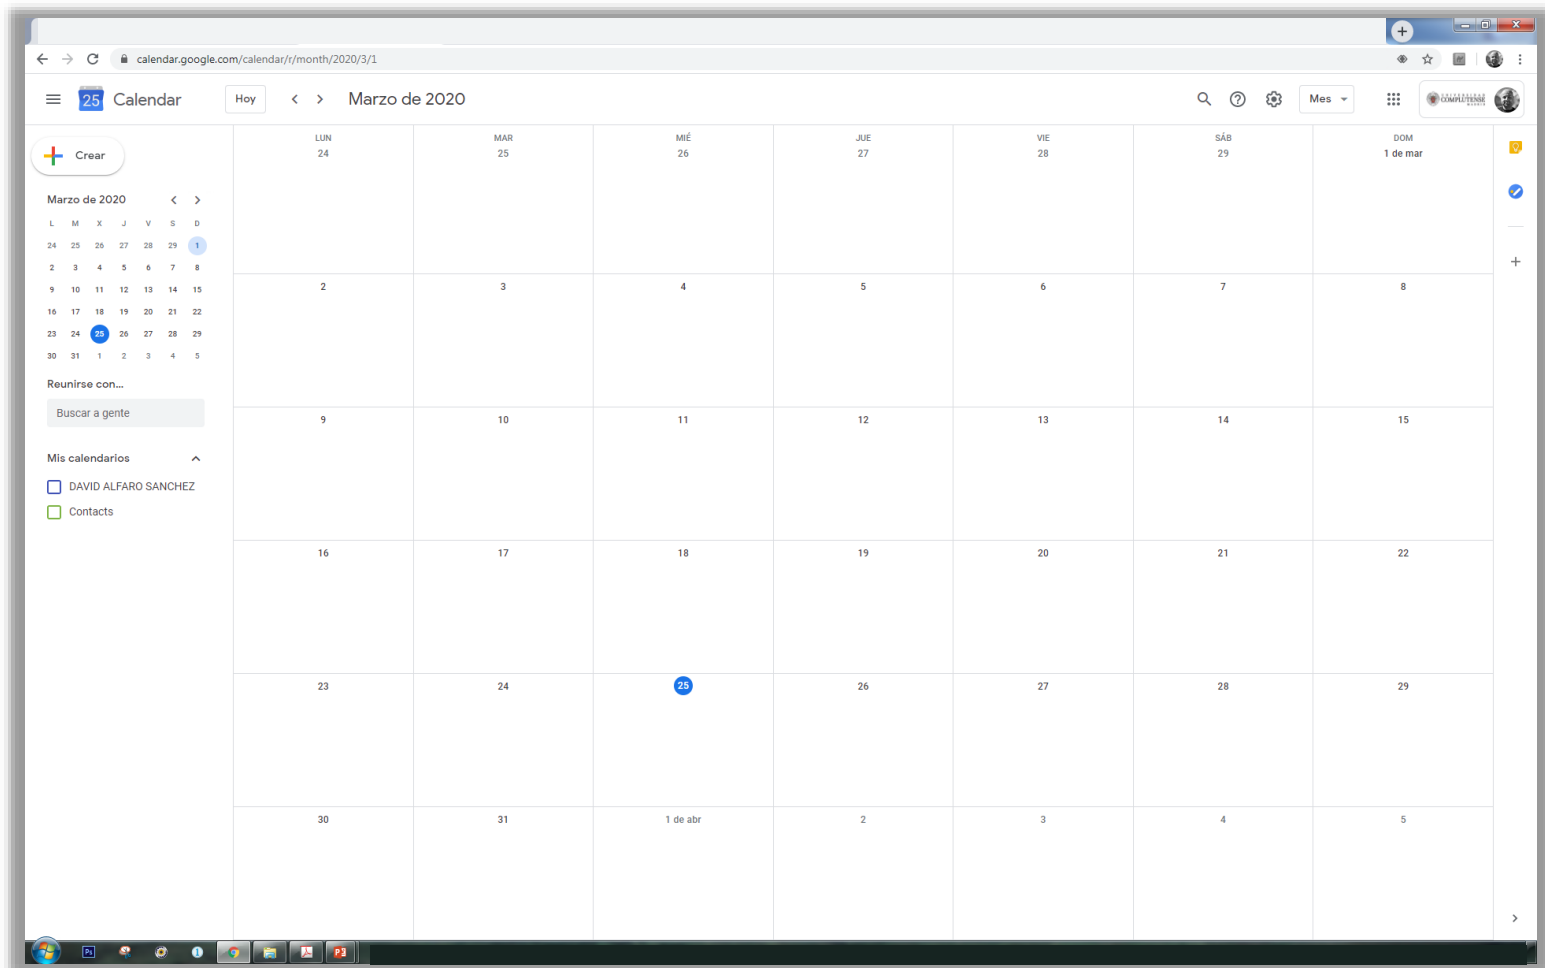 calendar.google.com/calendar/r/month/2020/3/1
25 Calendar Hoy Marzo de 2020 Mes COMPLUTENSE
Crear
Marzo de 2020
L M X J V S D
24 25 26 27 28 29 1
2 3 4 5 6 7 8
9 10 11 12 13 14 15
16 17 18 19 20 21 22
23 24 25 26 27 28 29
30 31 1 2 3 4 5
Reunirse con...
Buscar a gente
Mis calendarios
DAVID ALFARO SANCHEZ
Contacts
LUN MAR MIÉ JUE VIE SÁB DOM
24 25 26 27 28 29 1 de mar
2 3 4 5 6 7 8
9 10 11 12 13 14 15
16 17 18 19 20 21 22
23 24 25 26 27 28 29
30 31 1 de abr 2 3 4 5
Ps